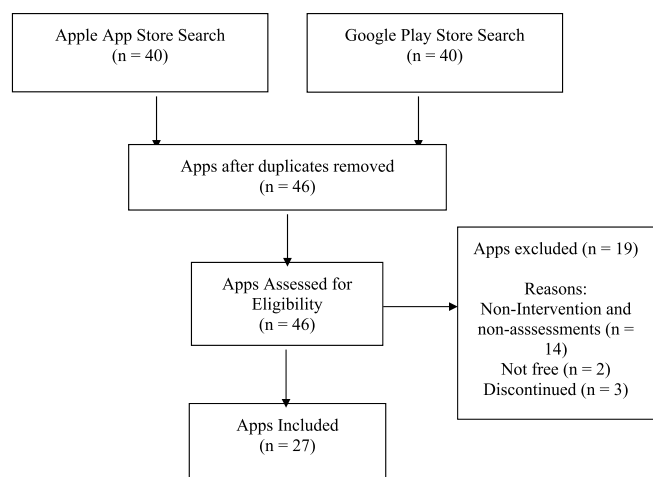 Apple App Store Search
(n = 40)
Google Play Store Search
(n = 40)
Apps after duplicates removed
(n = 46)
Apps Assessed for
Eligibility
(n = 46)
Apps excluded (n = 19)
Reasons:
Non-Intervention and
non-asssessments (n =
14)
Not free (n = 2)
Discontinued (n = 3)
Apps Included
(n = 27)